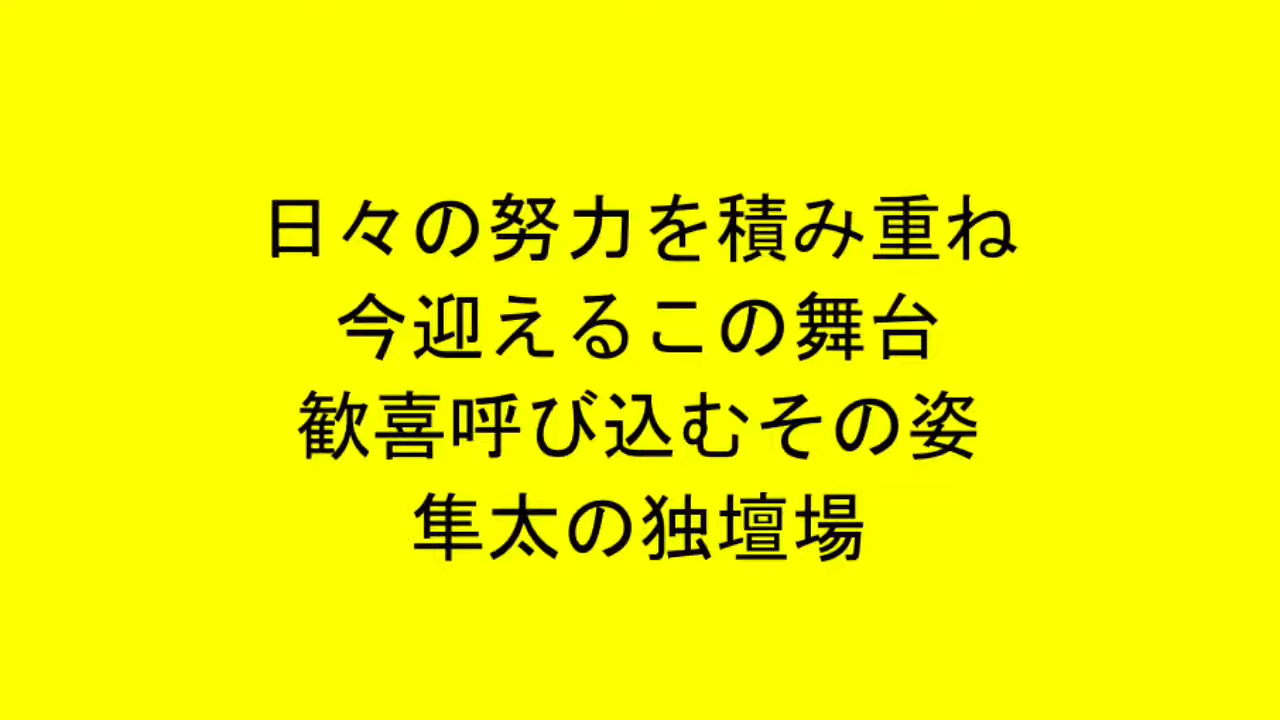 日々の努力を積み重ね
今迎えるこの舞台
歓喜呼び込むその姿
隼太の独壇場